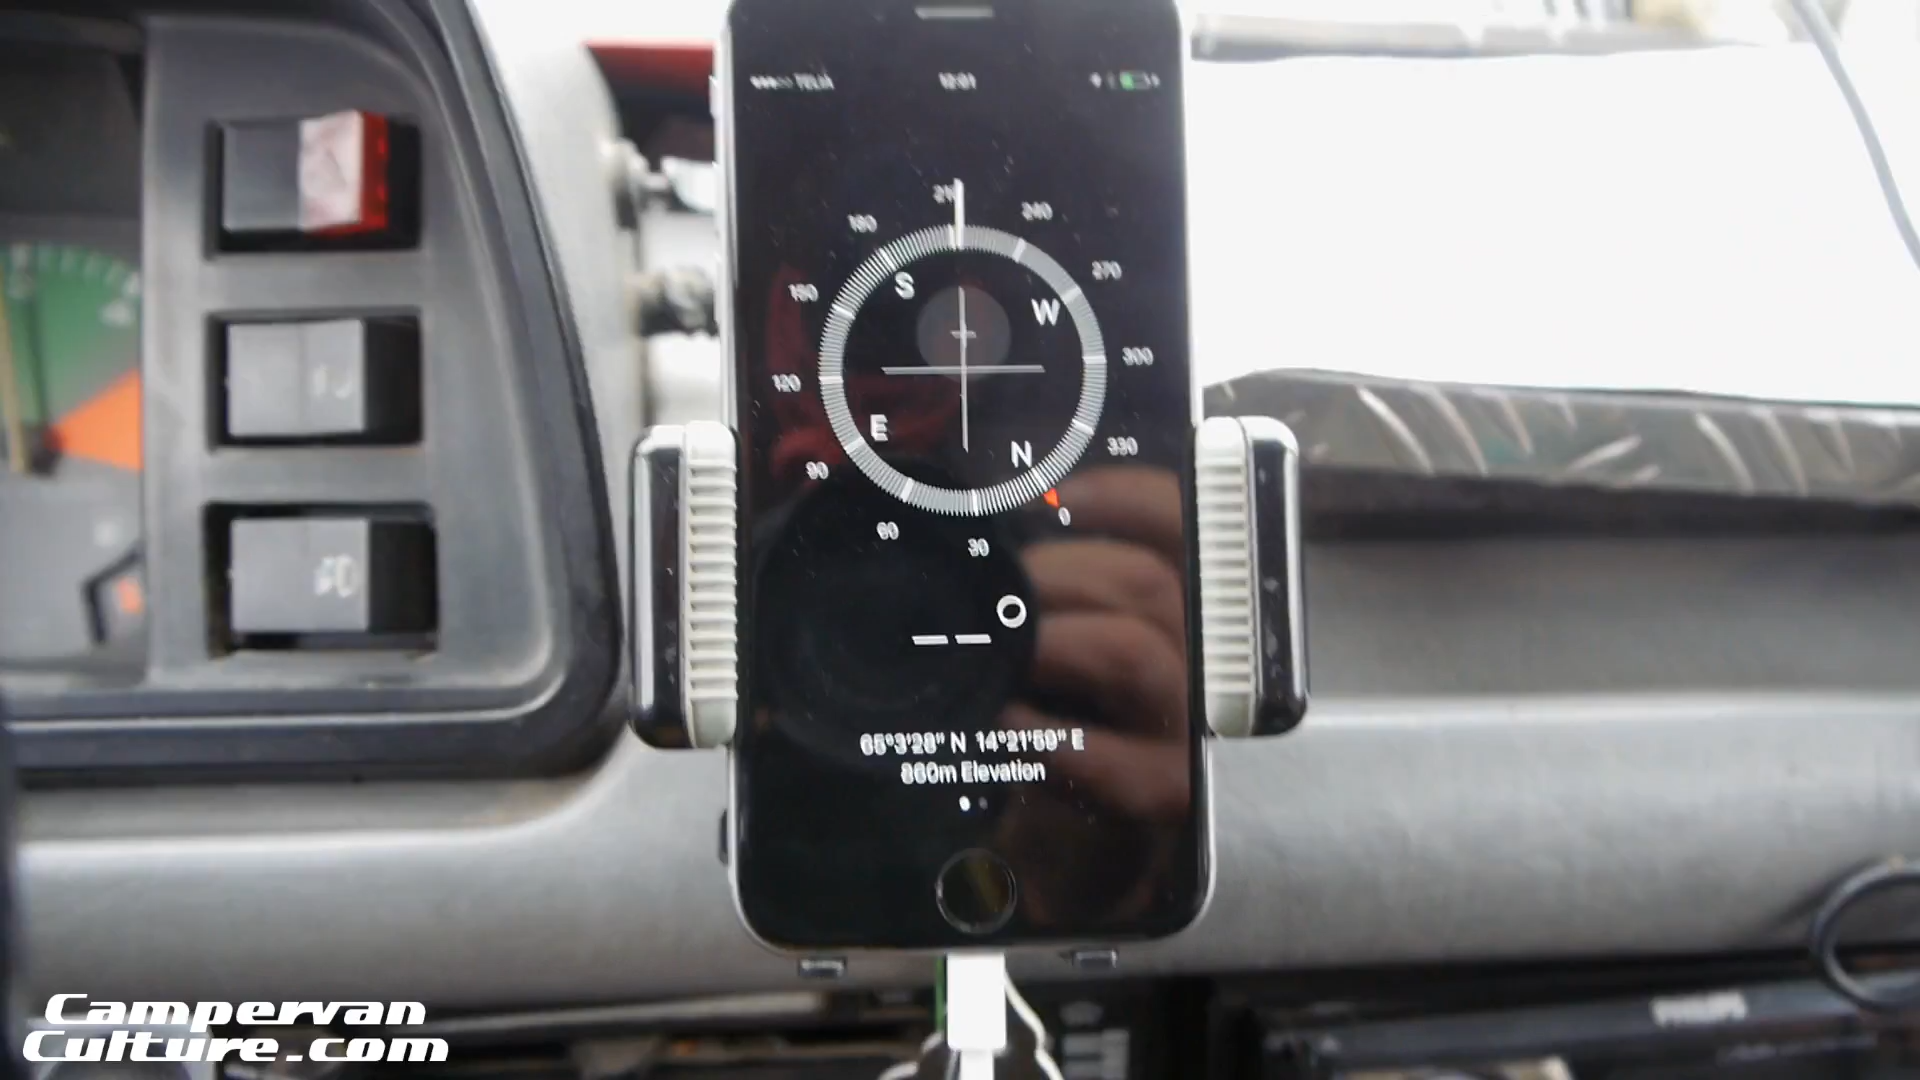 TELIA 12:01
210
180 240
S
150 270
W
120 300
E
90 330
N
60 0
30
--°
65°3'28" N 14°21'59" E
860m Elevation
PHILIPS
Campervan
Culture.com